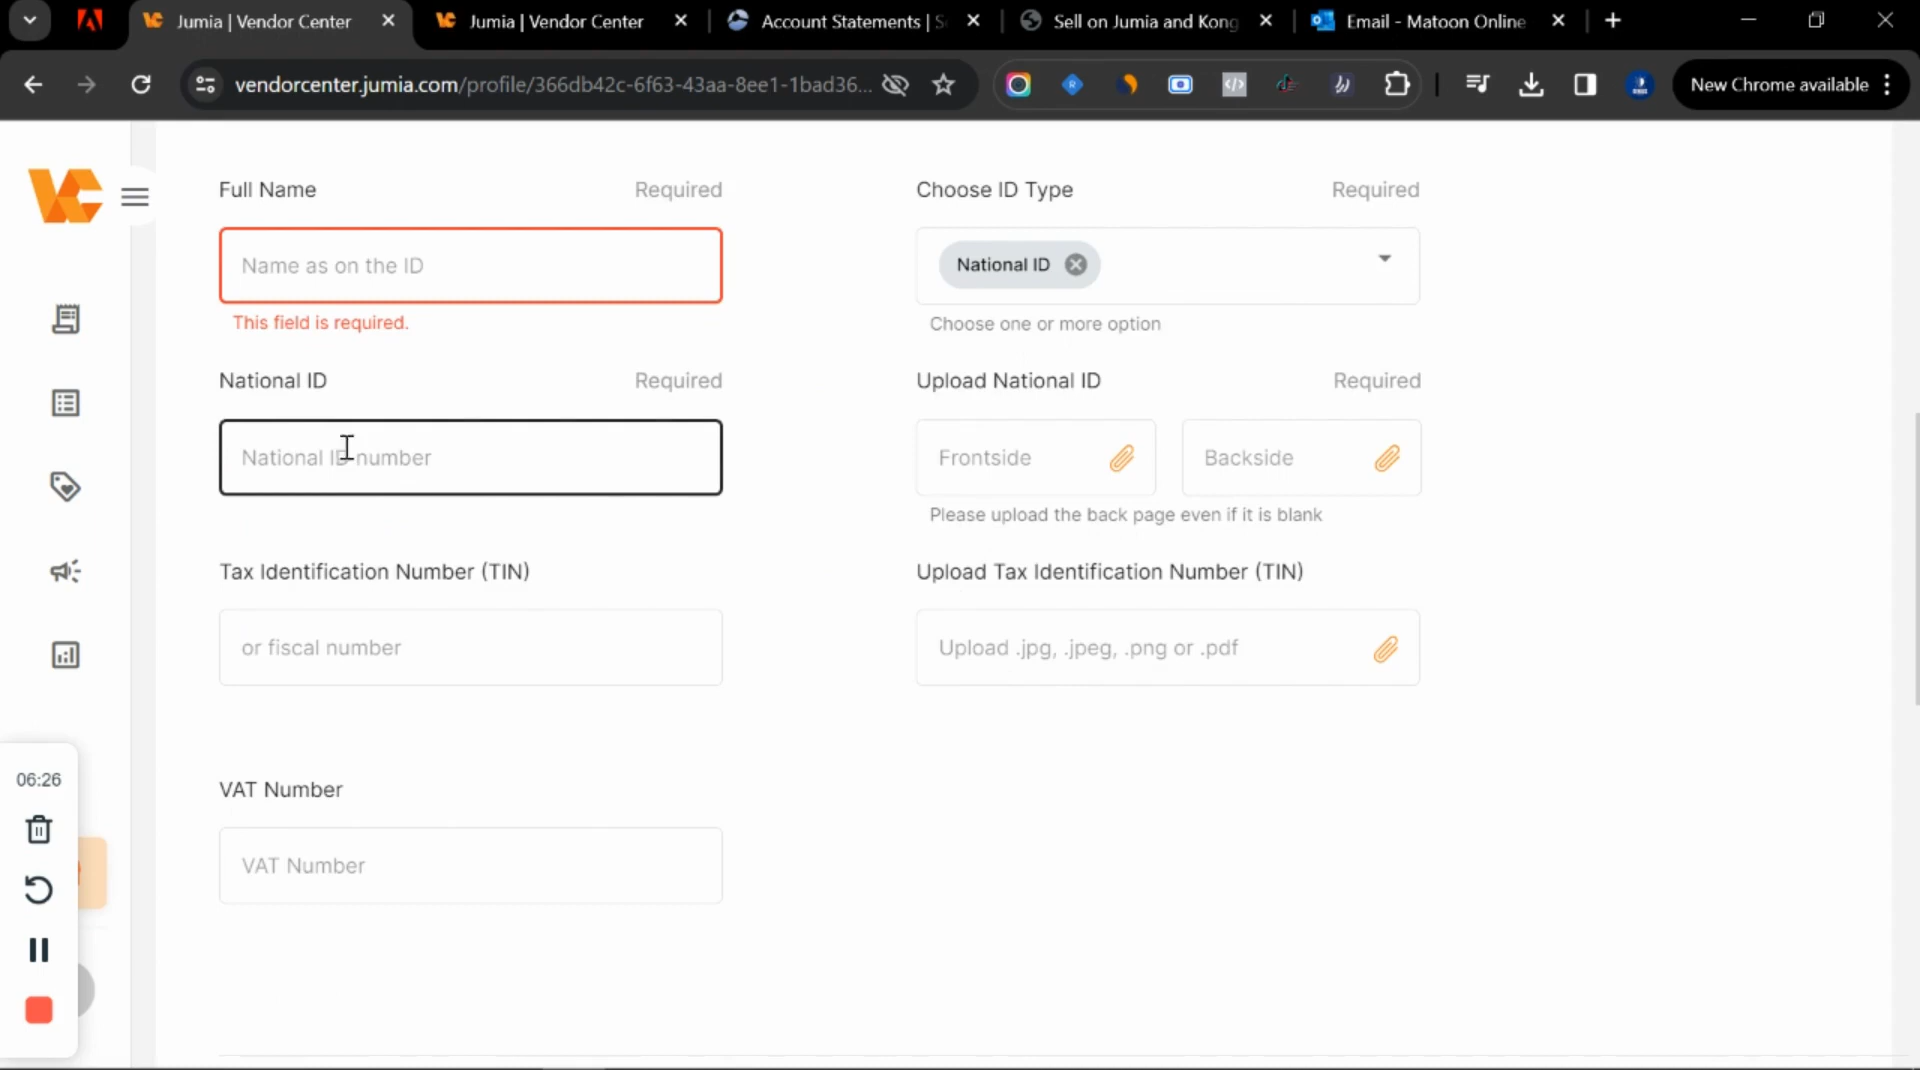 Jumia | Vendor Center
Jumia | Vendor Center
Account Statements | S
Sell on Jumia and Kong
Email - Matoon Online
vendorcenter.jumia.com/profile/366db42c-6f63-43aa-8ee1-1bad36...
New Chrome available
VC
Full Name
Required
Choose ID Type
Required
Name as on the ID
National ID
This field is required.
Choose one or more option
National ID
Required
Upload National ID
Required
National ID number
Frontside
Backside
Please upload the back page even if it is blank
Tax Identification Number (TIN)
Upload Tax Identification Number (TIN)
or fiscal number
Upload .jpg, .jpeg, .png or .pdf
06:26
VAT Number
VAT Number